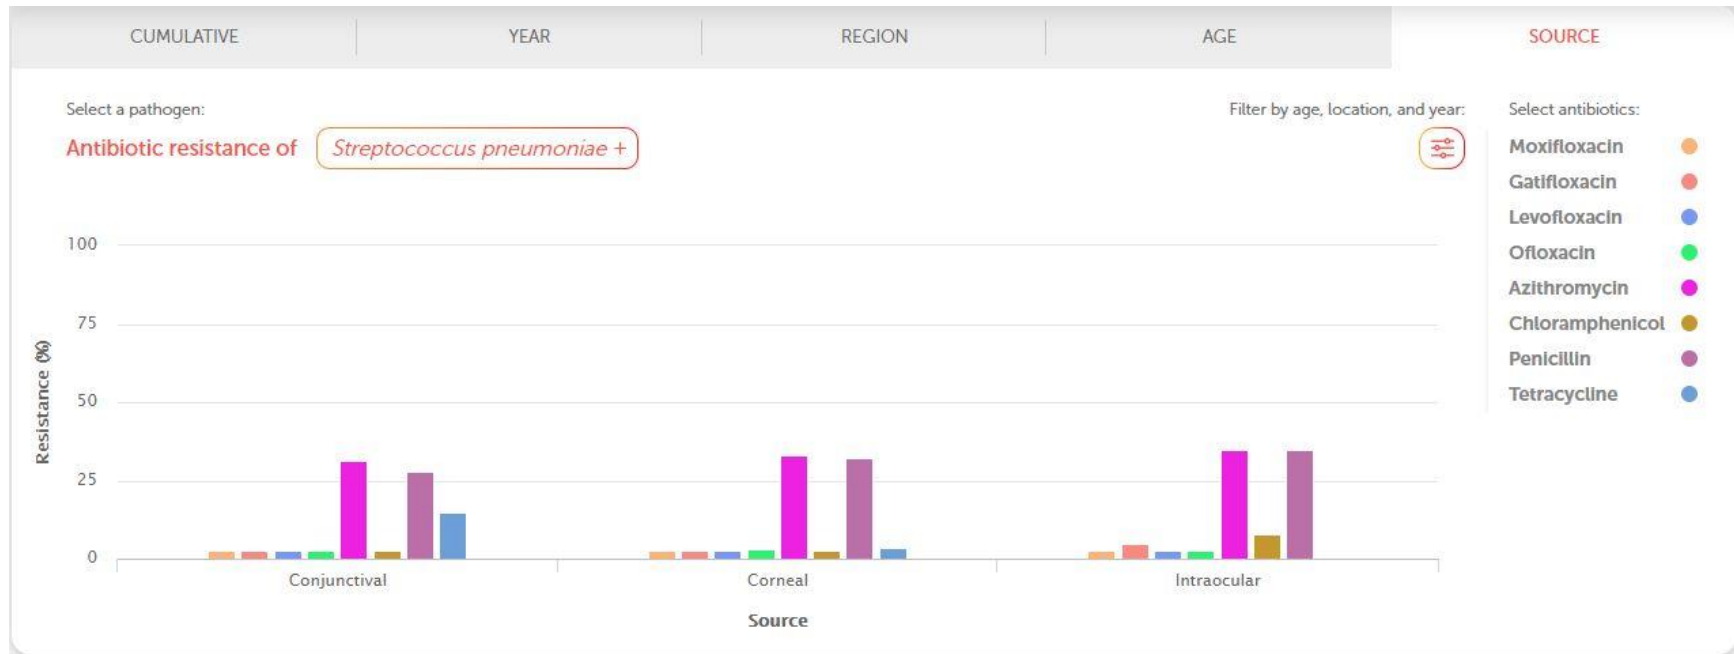 CUMULATIVE
YEAR
REGION
AGE
SOURCE
Select a pathogen:
Filter by age, location, and year:
Select antibiotics:
Antibiotic resistance of Streptococcus pneumoniae +
Moxifloxacin
Gatifloxacin
Levofloxacin
Ofloxacin
Azithromycin
Chloramphenicol
Penicillin
Tetracycline
Resistance (%)
100
75
50
25
0
Conjunctival
Corneal
Intraocular
Source